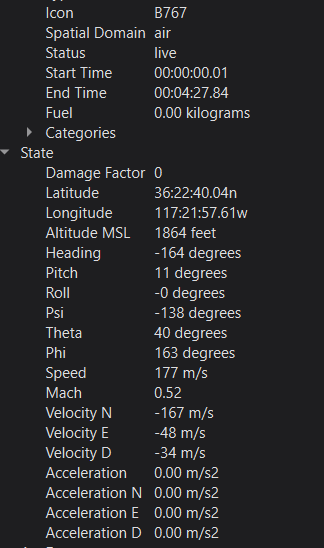 Icon B767
Spatial Domain air
Status live
Start Time 00:00:00.01
End Time 00:04:27.84
Fuel 0.00 kilograms
Categories
State
Damage Factor 0
Latitude 36:22:40.04n
Longitude 117:21:57.61w
Altitude MSL 1864 feet
Heading -164 degrees
Pitch 11 degrees
Roll -0 degrees
Psi -138 degrees
Theta 40 degrees
Phi 163 degrees
Speed 177 m/s
Mach 0.52
Velocity N -167 m/s
Velocity E -48 m/s
Velocity D -34 m/s
Acceleration 0.00 m/s2
Acceleration N 0.00 m/s2
Acceleration E 0.00 m/s2
Acceleration D 0.00 m/s2